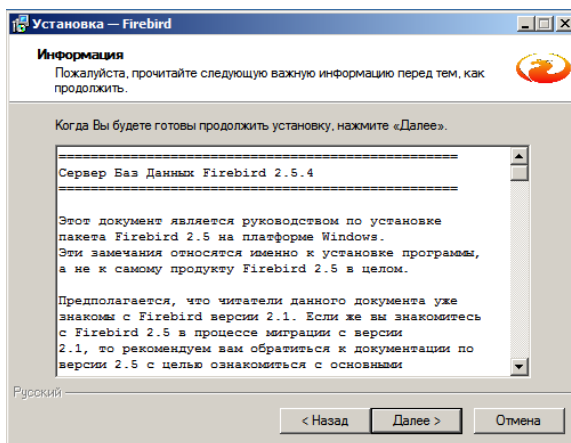 Установка — Firebird
Информация
Пожалуйста, прочитайте следующую важную информацию перед тем, как
продолжить.
Когда Вы будете готовы продолжить установку, нажмите «Далее».
==================================================
Сервер Баз Данных Firebird 2.5.4
==================================================
Этот документ является руководством по установке
пакета Firebird 2.5 на платформе Windows.
Эти замечания относятся именно к установке программы,
а не к самому продукту Firebird 2.5 в целом.
Предполагается, что читатели данного документа уже
знакомы с Firebird версии 2.1. Если же вы знакомитесь
с Firebird 2.5 в процессе миграции с версии
2.1, то рекомендуем вам обратиться к документации по
версии 2.5 с целью ознакомиться с основными
Русский
< Назад
Далее >
Отмена